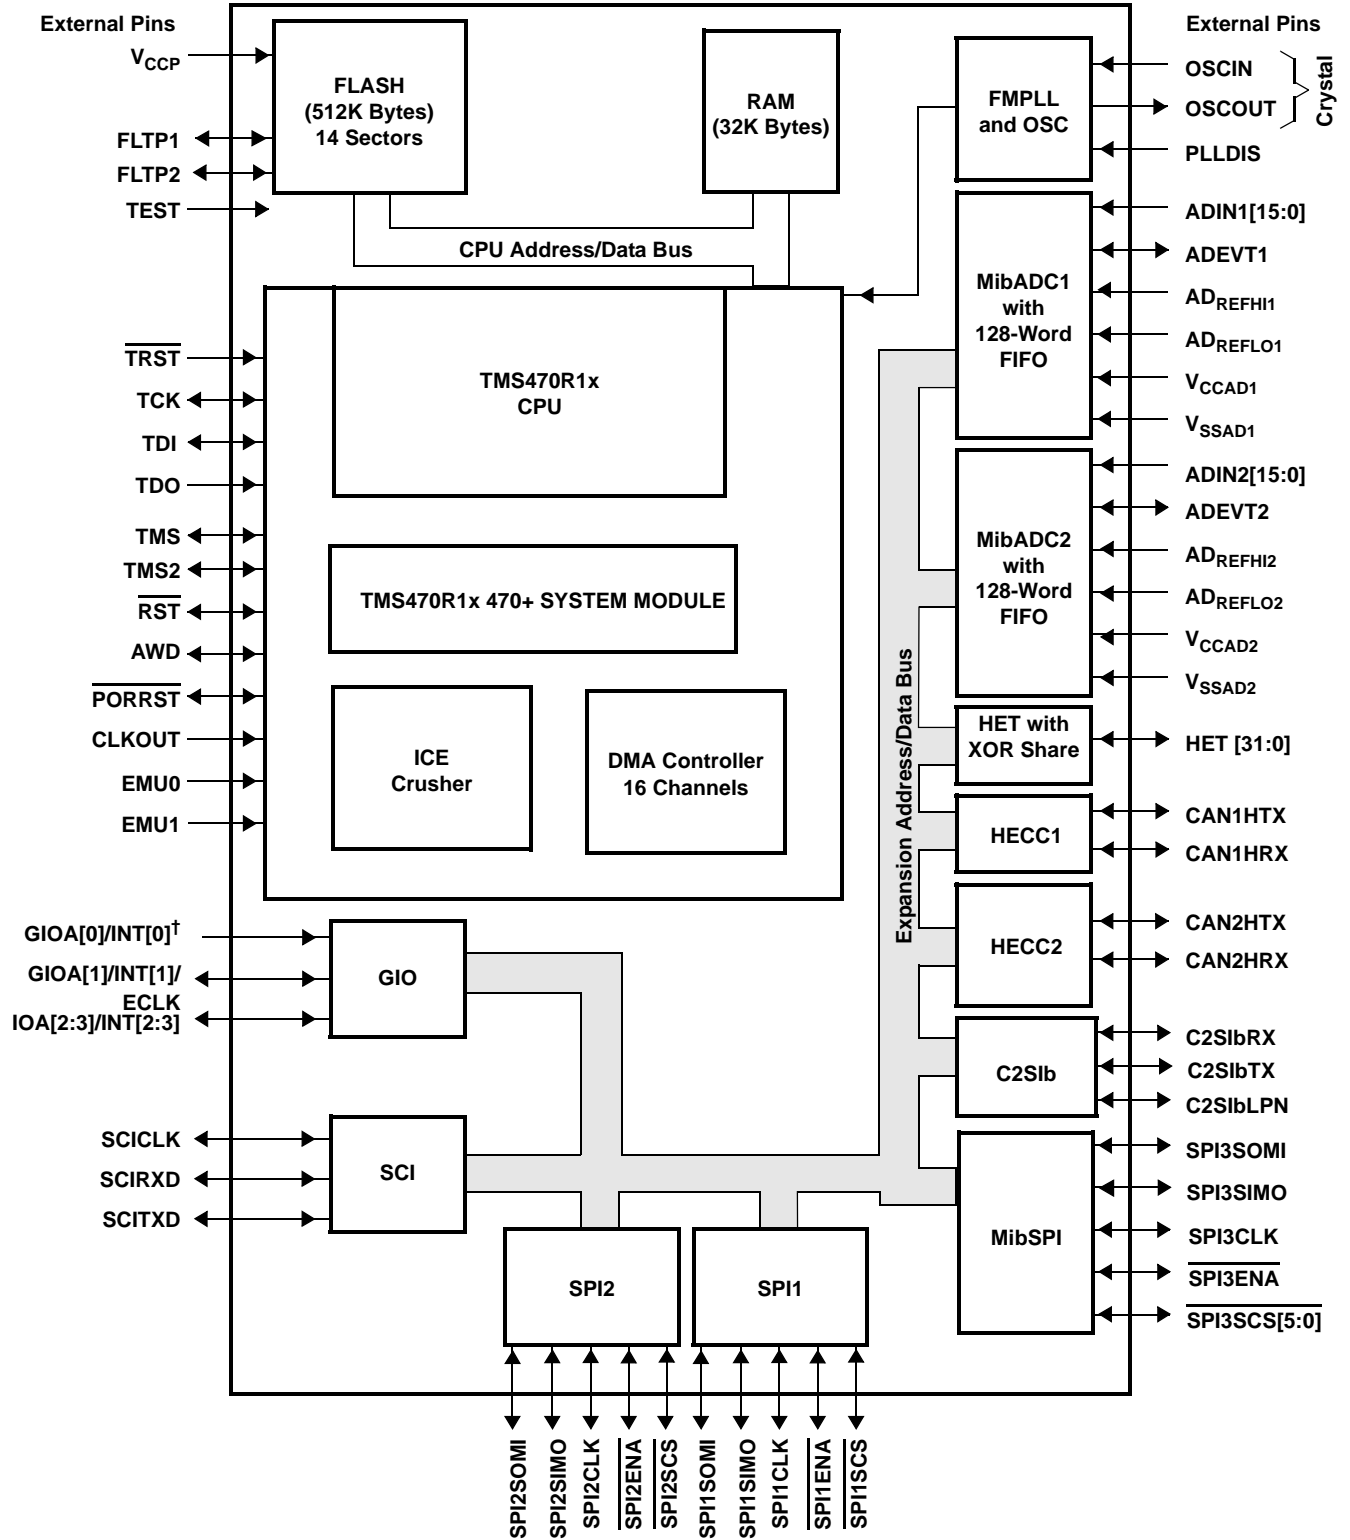 External Pins
VCCP
FLTP1
FLTP2
TEST
TRST
TCK
TDI
TDO
TMS
TMS2
RST
AWD
PORRST
CLKOUT
EMU0
EMU1
GIOA[0]/INT[0]†
GIOA[1]/INT[1]/
ECLK
IOA[2:3]/INT[2:3]
SCICLK
SCIRXD
SCITXD
FLASH
(512K Bytes)
14 Sectors
RAM
(32K Bytes)
CPU Address/Data Bus
TMS470R1x
CPU
TMS470R1x 470+ SYSTEM MODULE
ICE
Crusher
DMA Controller
16 Channels
GIO
SCI
SPI2
SPI1
SPI2SOMI
SPI2SIMO
SPI2CLK
SPI2ENA
SPI2SCS
SPI1SOMI
SPI1SIMO
SPI1CLK
SPI1ENA
SPI1SCS
Expansion Address/Data Bus
FMPLL
and OSC
MibADC1
with
128-Word
FIFO
MibADC2
with
128-Word
FIFO
HET with
XOR Share
HECC1
HECC2
C2SIb
MibSPI
External Pins
OSCIN
OSCOUT
Crystal
PLLDIS
ADIN1[15:0]
ADEVT1
ADREFHI1
ADREFLO1
VCCAD1
VSSAD1
ADIN2[15:0]
ADEVT2
ADREFHI2
ADREFLO2
VCCAD2
VSSAD2
HET [31:0]
CAN1HTX
CAN1HRX
CAN2HTX
CAN2HRX
C2SIbRX
C2SIbTX
C2SIbLPN
SPI3SOMI
SPI3SIMO
SPI3CLK
SPI3ENA
SPI3SCS[5:0]